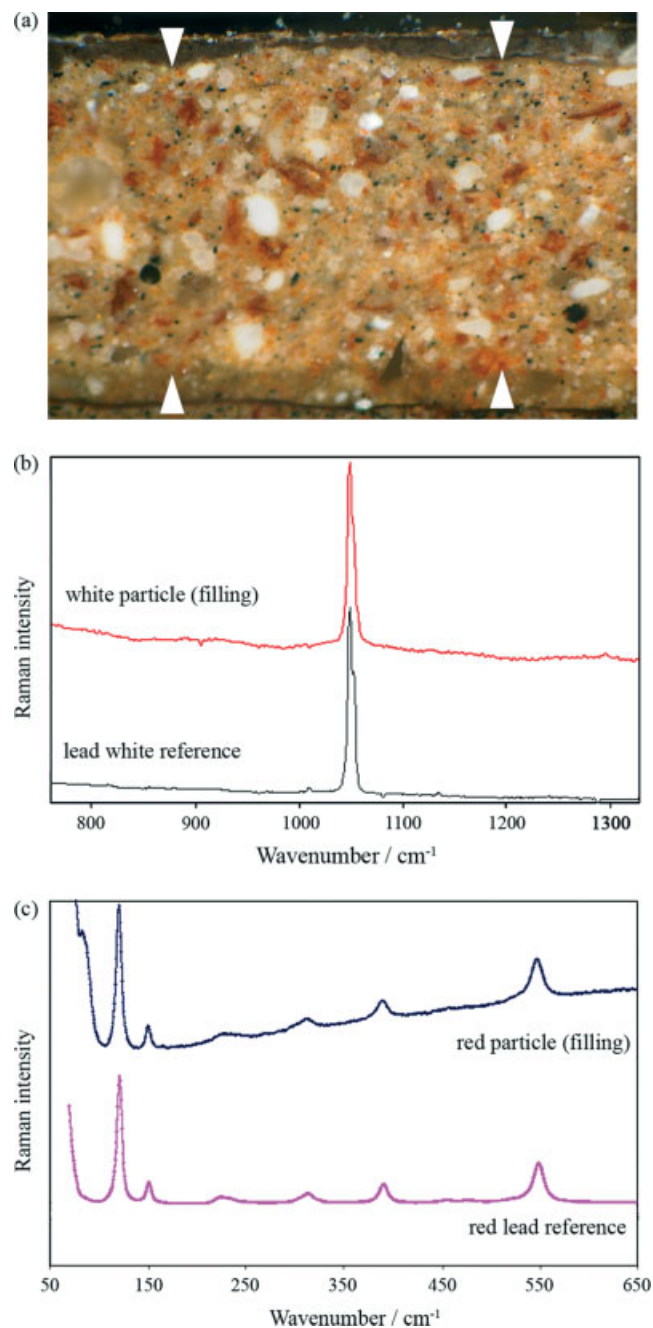 (a)
(b)
Raman intensity
white particle (filling)
lead white reference
800 900 1000 1100 1200 1300
Wavenumber / cm⁻¹
(c)
Raman intensity
red particle (filling)
red lead reference
50 150 250 350 450 550 650
Wavenumber / cm⁻¹